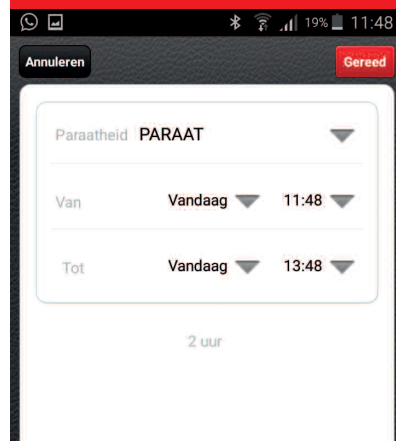 19% 11:48
Annuleren Gereed
Paraatheid PARAAT
Van Vandaag 11:48
Tot Vandaag 13:48
2 uur